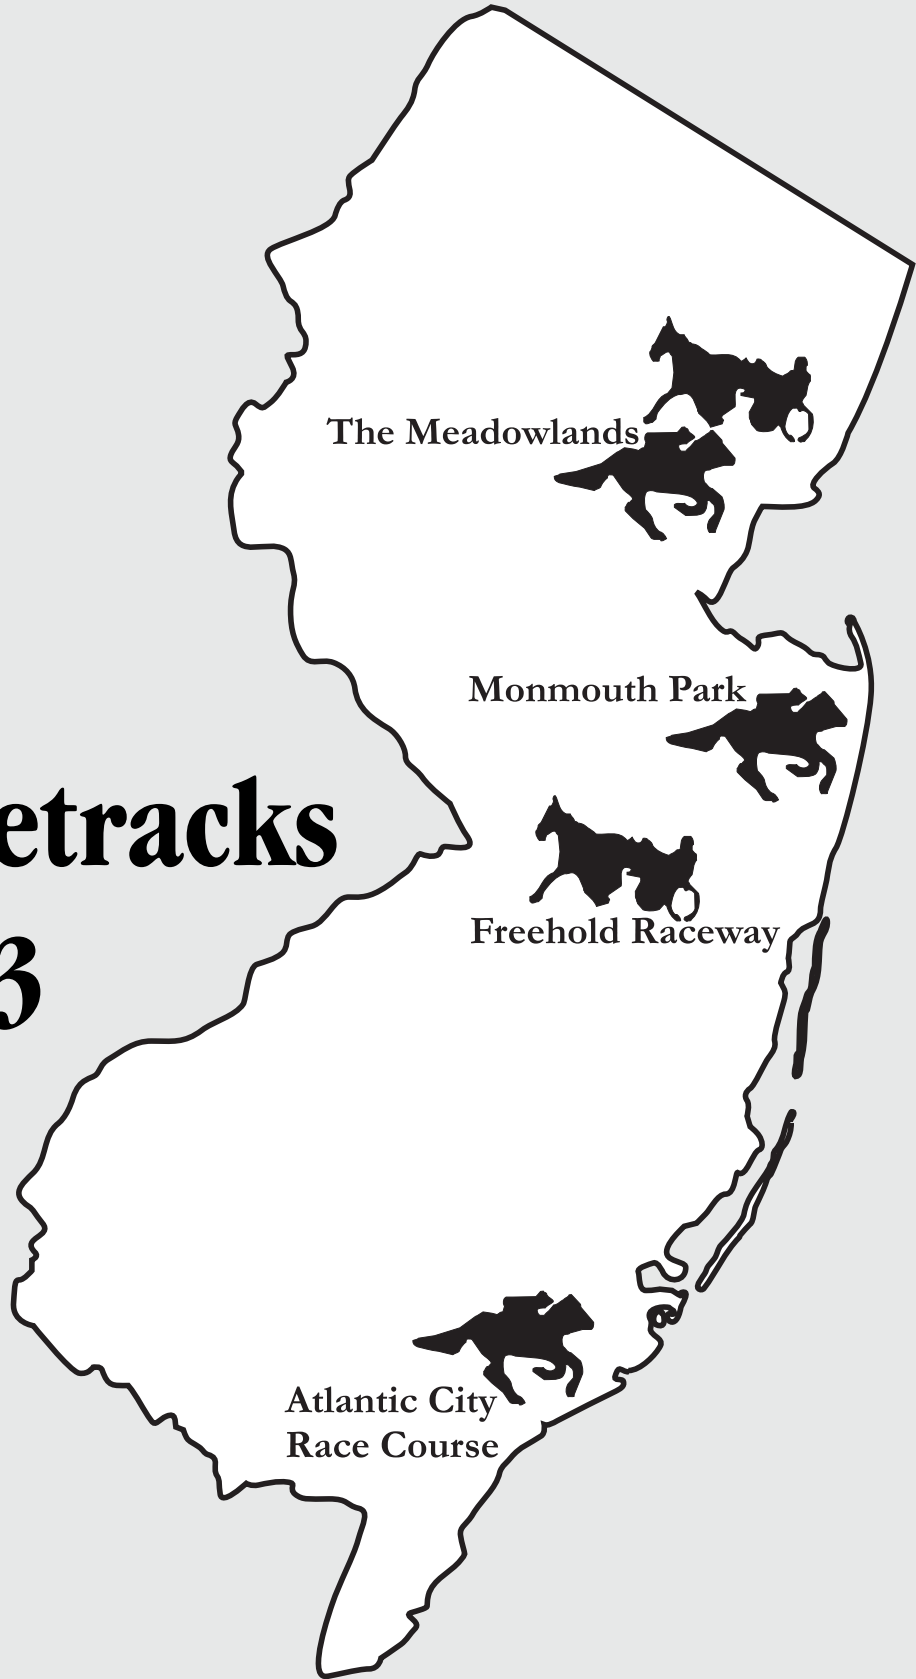 The Meadowlands
Monmouth Park
etracks
Freehold Raceway
3
Atlantic City
Race Course